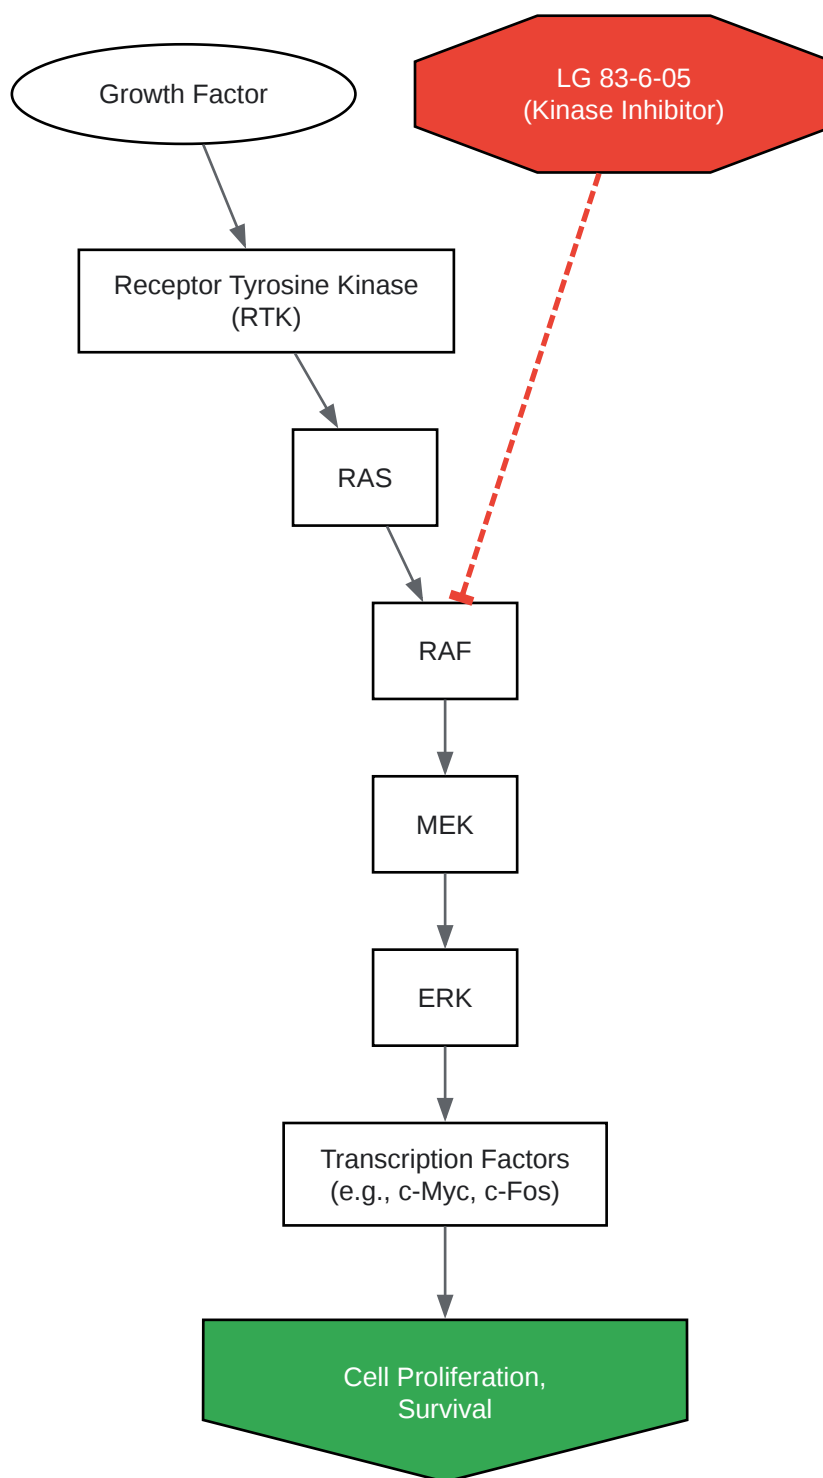 Growth Factor
LG 83-6-05
(Kinase Inhibitor)
Receptor Tyrosine Kinase
(RTK)
RAS
RAF
MEK
ERK
Transcription Factors
(e.g., c-Myc, c-Fos)
Cell Proliferation,
Survival